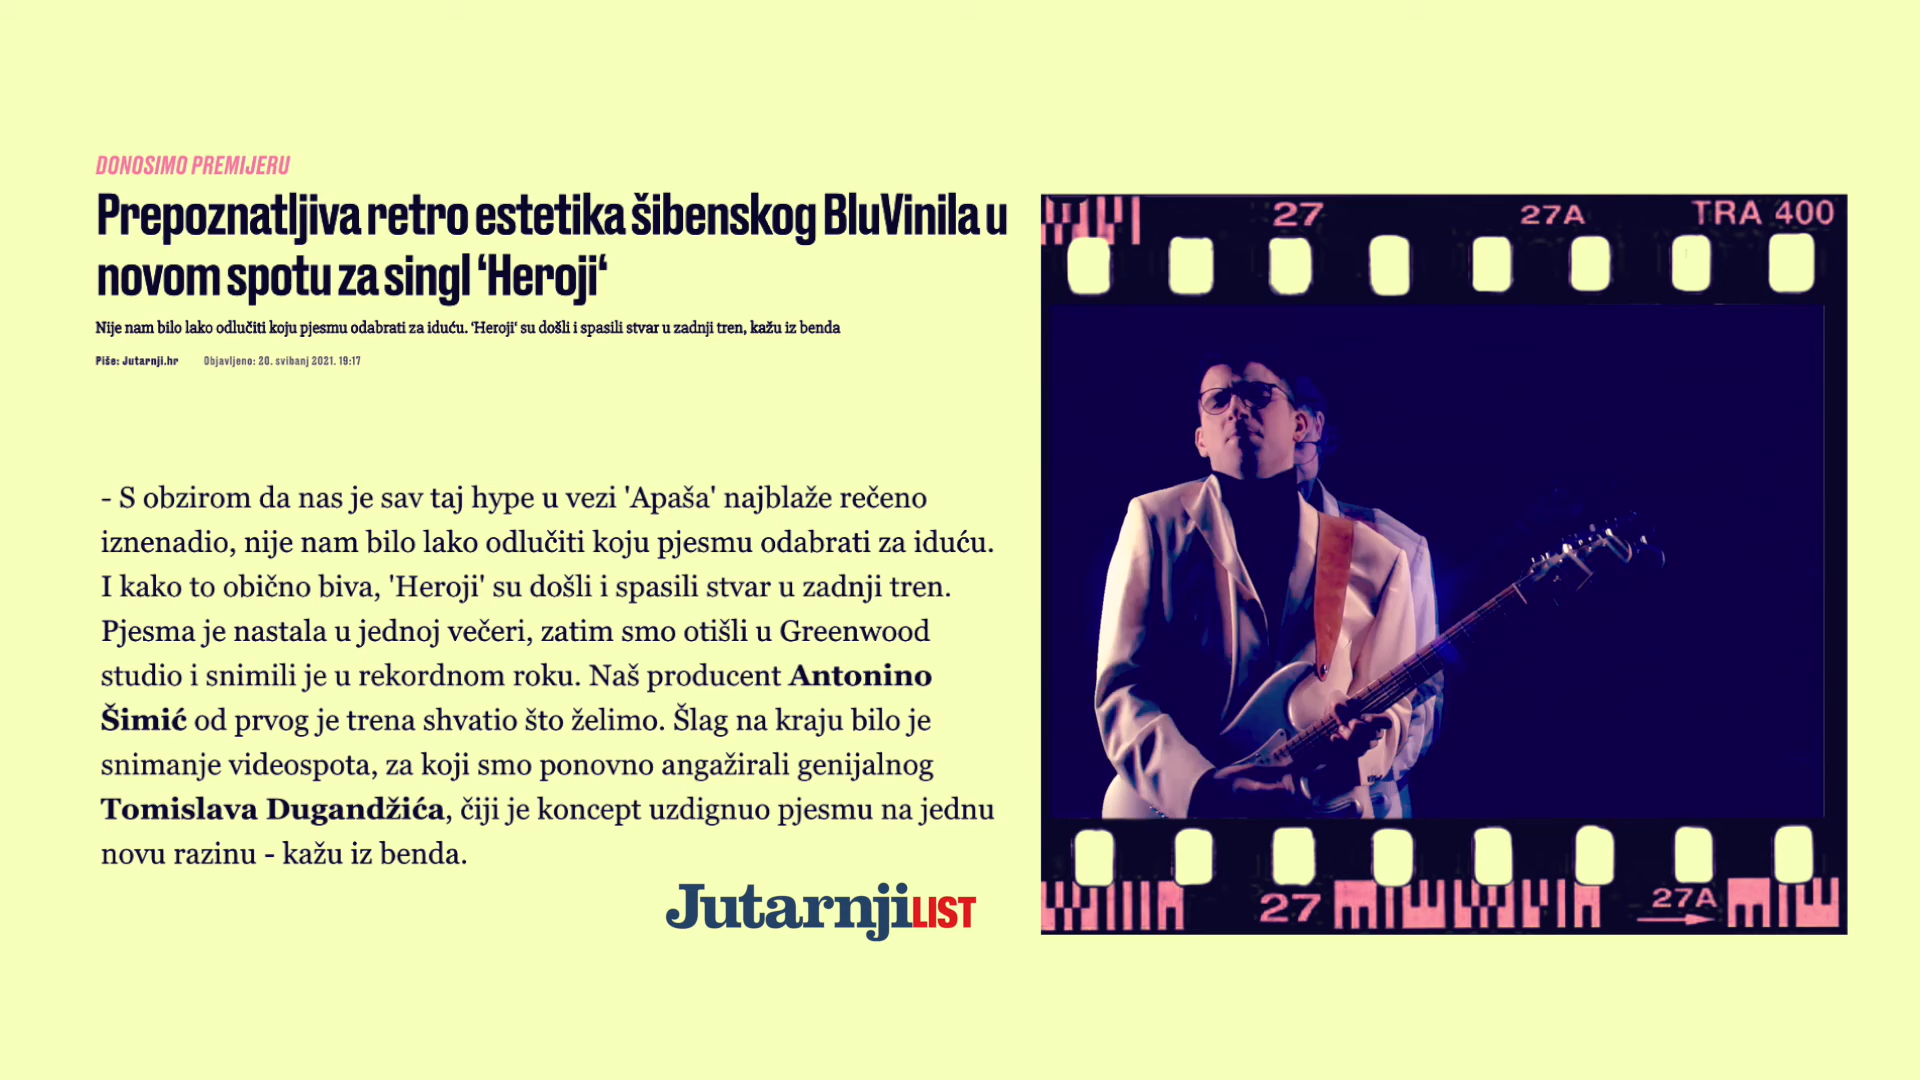 DONOSIMO PREMIJERU
Prepoznatljiva retro estetika šibenskog BluVinila u
novom spotu za singl ‘Heroji‘
Nije nam bilo lako odlučiti koju pjesmu odabrati za iduću. ‘Heroji‘ su došli i spasili stvar u zadnji tren, kažu iz benda
Piše: Jutarnji.hr Objavljeno: 20. svibanj 2021. 19:17
- S obzirom da nas je sav taj hype u vezi 'Apaša' najblaže rečeno
iznenadio, nije nam bilo lako odlučiti koju pjesmu odabrati za iduću.
I kako to obično biva, 'Heroji' su došli i spasili stvar u zadnji tren.
Pjesma je nastala u jednoj večeri, zatim smo otišli u Greenwood
studio i snimili je u rekordnom roku. Naš producent Antonino
Šimić od prvog je trena shvatio što želimo. Šlag na kraju bilo je
snimanje videospota, za koji smo ponovno angažirali genijalnog
Tomislava Dugandžića, čiji je koncept uzdignuo pjesmu na jednu
novu razinu - kažu iz benda.
Jutarnji LIST
27 27A TRA 400
27 27A